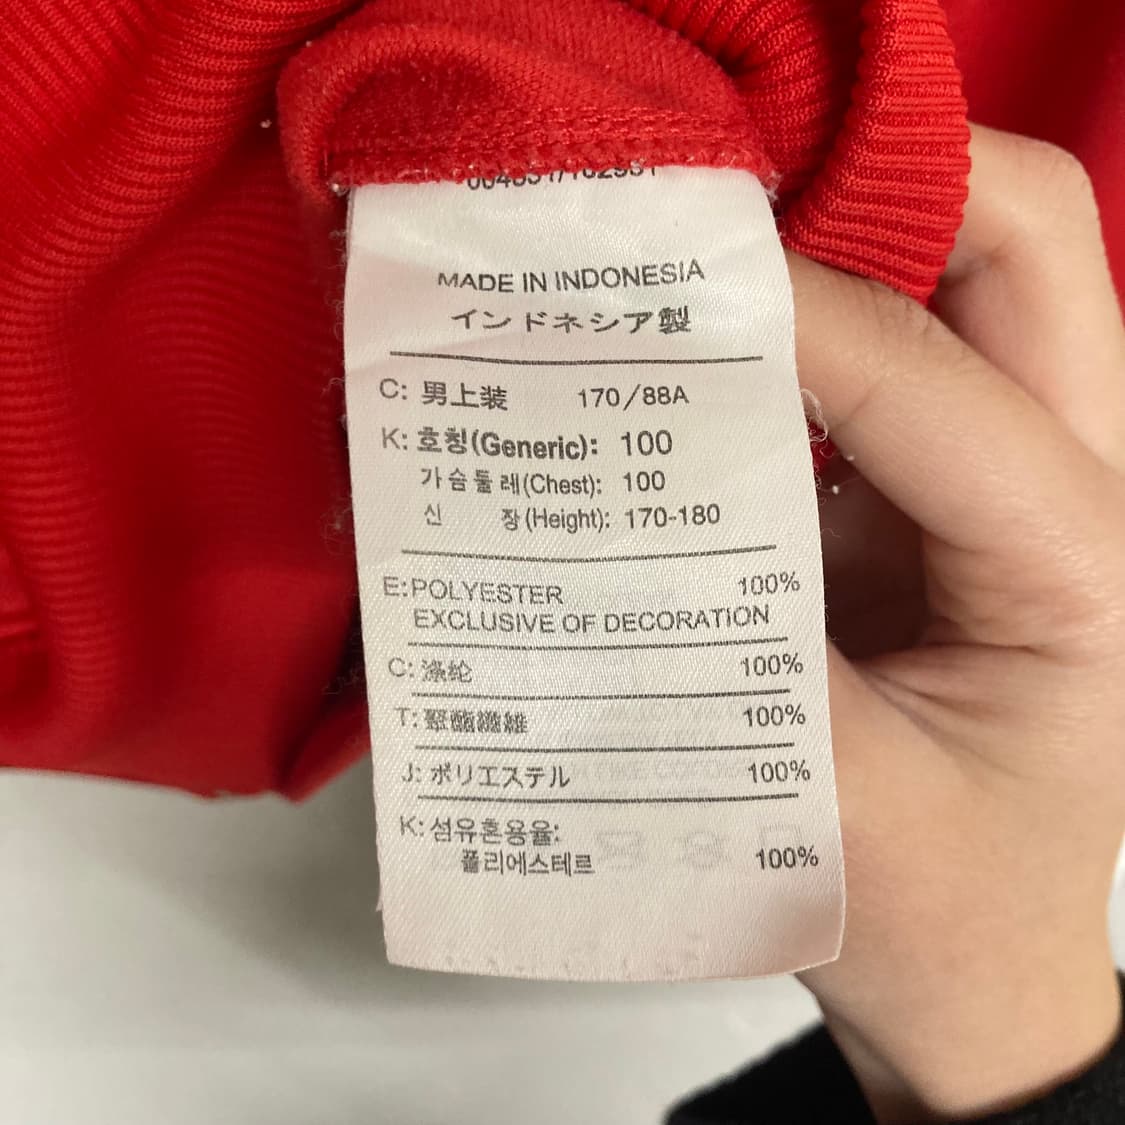 MADE IN INDONESIA
インドネシア製
C: 男上装 170/88A
K: 호칭(Generic): 100
가슴둘레(Chest): 100
신 장(Height): 170-180
E:POLYESTER 100%
EXCLUSIVE OF DECORATION
C: 涤纶 100%
T: 聚酯纖維 100%
J: ポリエステル 100%
K: 섬유혼용율:
폴리에스테르 100%